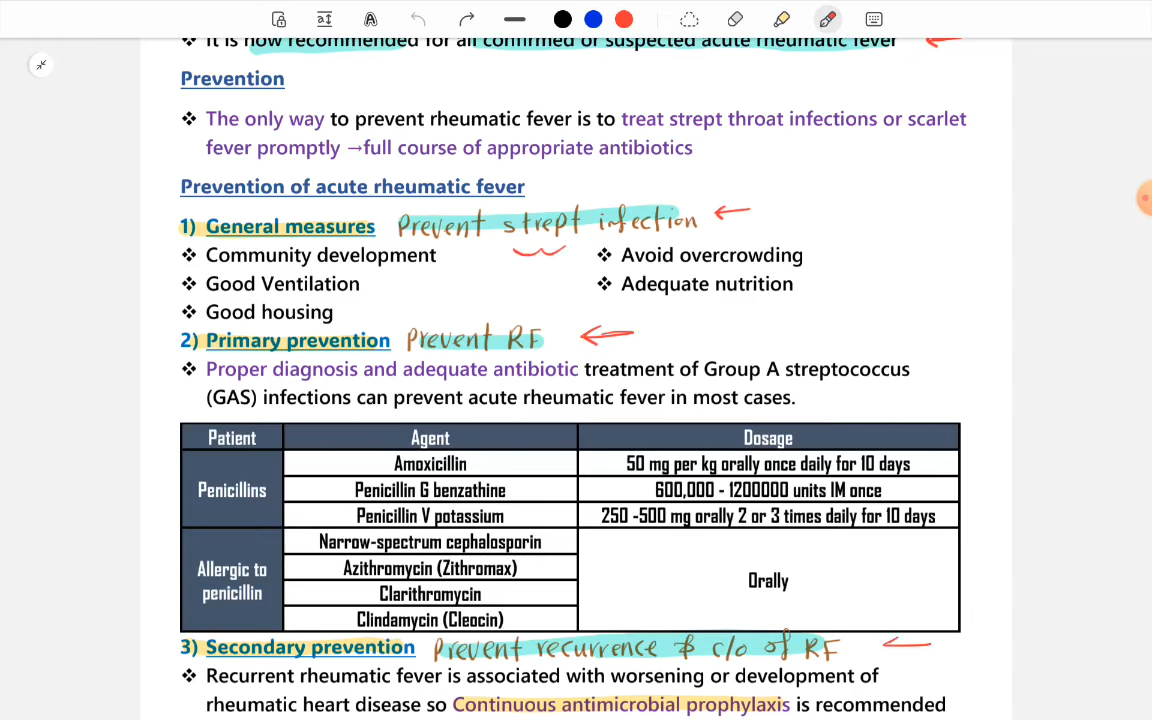 ❖ It is now recommended for all confirmed or suspected acute rheumatic fever
Prevention
❖ The only way to prevent rheumatic fever is to treat strept throat infections or scarlet
fever promptly →full course of appropriate antibiotics
Prevention of acute rheumatic fever
1) General measures Prevent strept infection
❖ Community development ❖ Avoid overcrowding
❖ Good Ventilation ❖ Adequate nutrition
❖ Good housing
2) Primary prevention Prevent RF
❖ Proper diagnosis and adequate antibiotic treatment of Group A streptococcus
(GAS) infections can prevent acute rheumatic fever in most cases.
Patient Agent Dosage
Penicillins
Amoxicillin 50 mg per kg orally once daily for 10 days
Penicillin G benzathine 600,000 - 1200000 units IM once
Penicillin V potassium 250 -500 mg orally 2 or 3 times daily for 10 days
Allergic to
penicillin
Narrow-spectrum cephalosporin
Azithromycin (Zithromax)
Clarithromycin
Clindamycin (Cleocin)
Orally
3) Secondary prevention Prevent recurrence & c/o of RF
❖ Recurrent rheumatic fever is associated with worsening or development of
rheumatic heart disease so Continuous antimicrobial prophylaxis is recommended